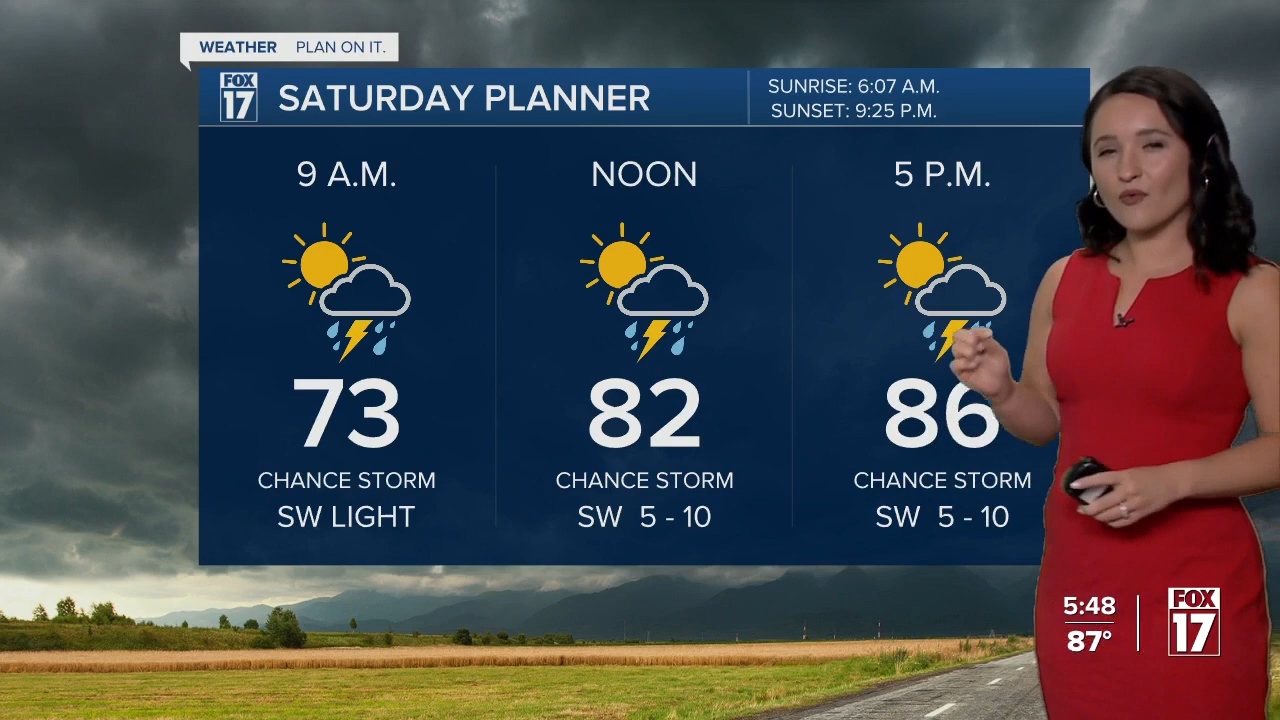 WEATHER PLAN ON IT.
FOX
17
SATURDAY PLANNER
SUNRISE: 6:07 A.M.
SUNSET: 9:25 P.M.
9 A.M.
73
CHANCE STORM
SW LIGHT
NOON
82
CHANCE STORM
SW 5 - 10
5 P.M.
86
CHANCE STORM
SW 5 - 10
5:48
87°
FOX
17